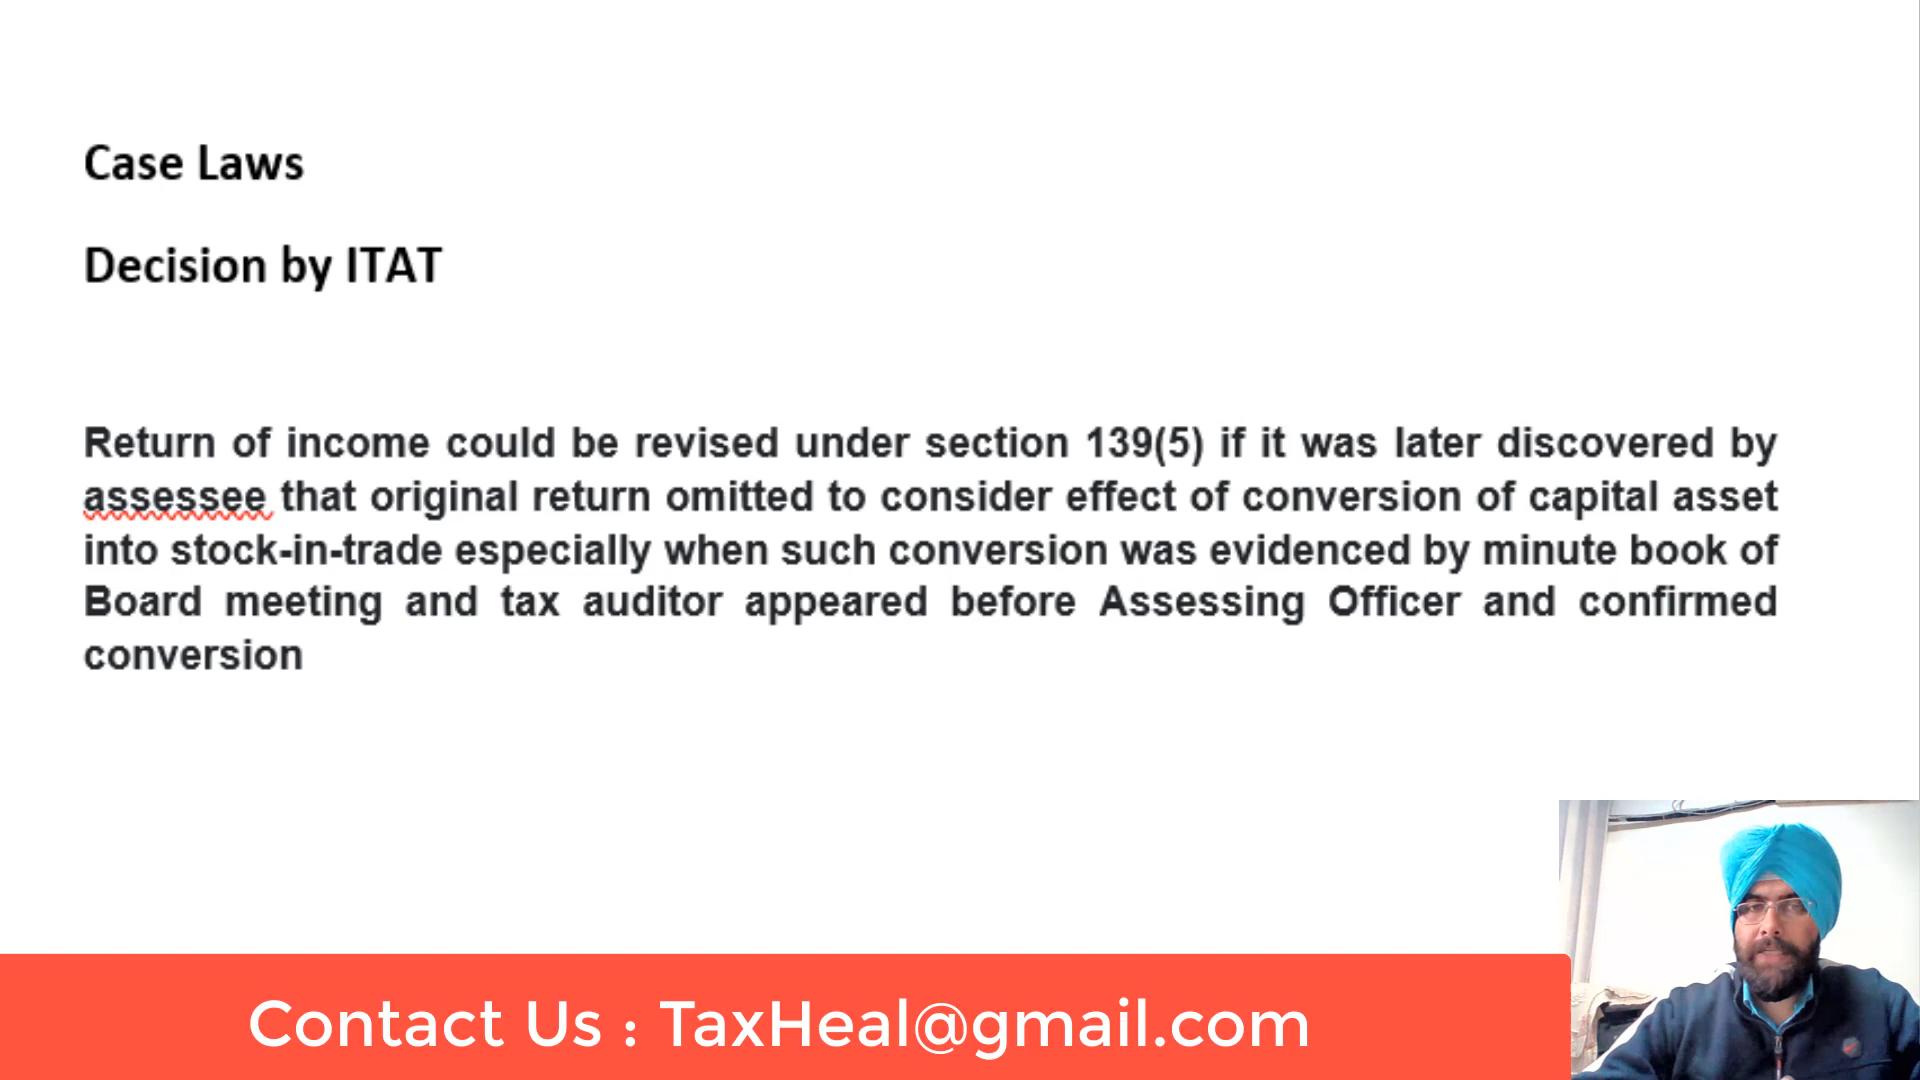 Case Laws
Decision by ITAT
Return of income could be revised under section 139(5) if it was later discovered by
assessee that original return omitted to consider effect of conversion of capital asset
into stock-in-trade especially when such conversion was evidenced by minute book of
Board meeting and tax auditor appeared before Assessing Officer and confirmed
conversion
Contact Us : TaxHeal@gmail.com